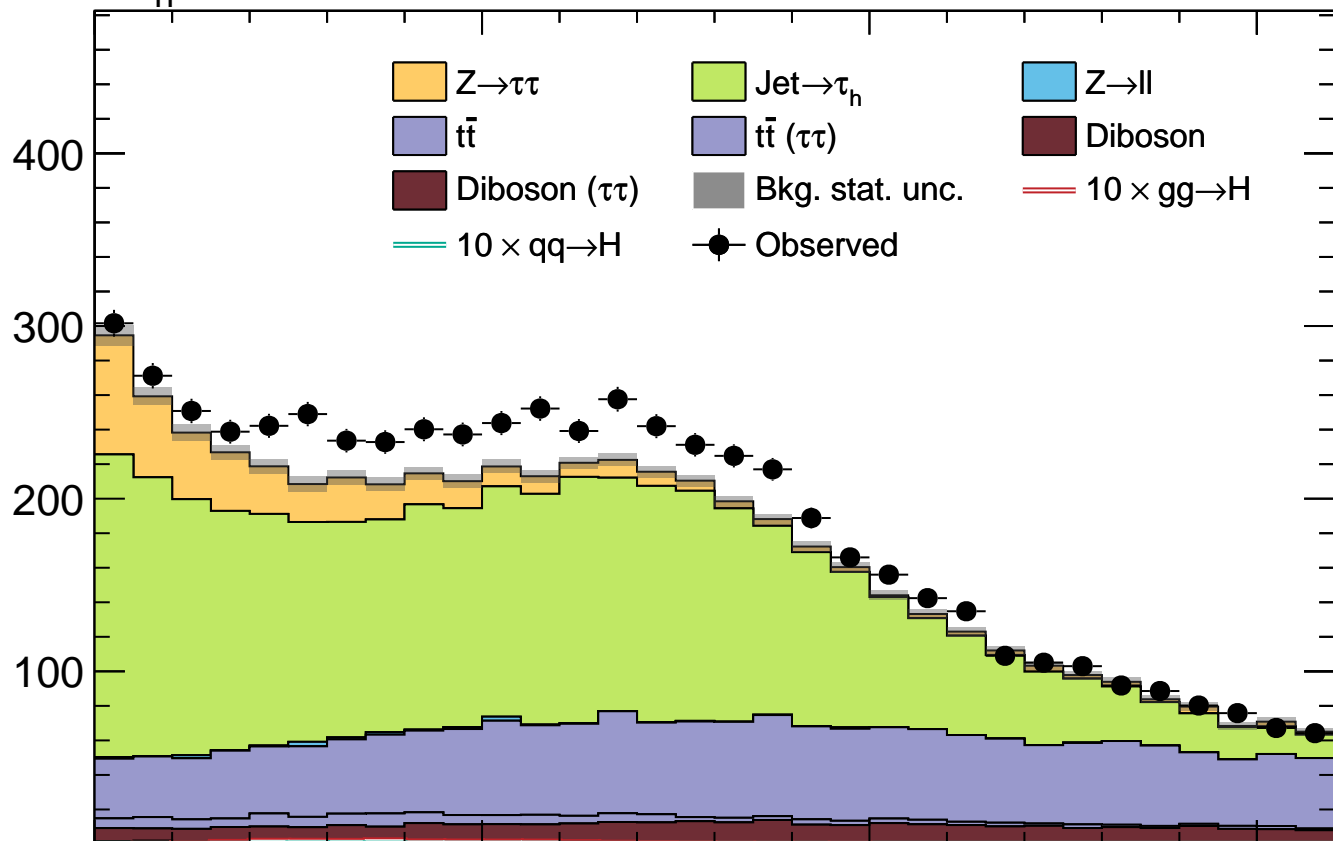 Z→ττ Jet→τh Z→ll
tt̄ tt̄ (ττ) Diboson
Diboson (ττ) Bkg. stat. unc. 10 × gg→H
10 × qq→H Observed
400
300
200
100